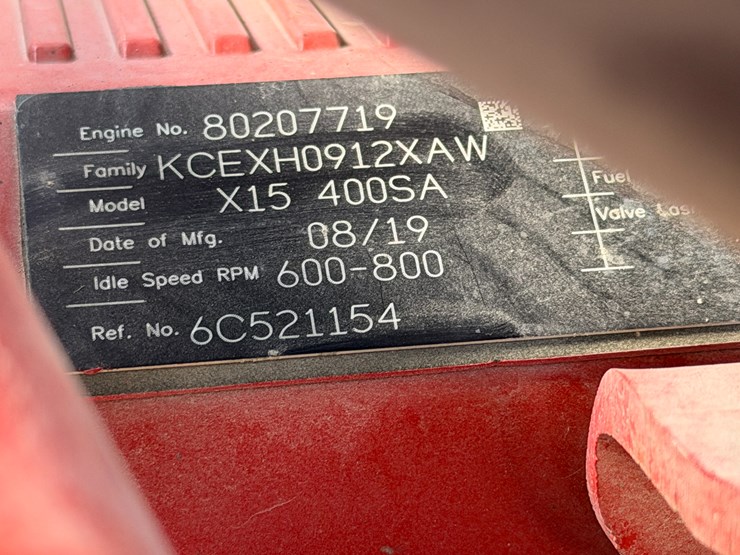 Engine No. 80207719
Family KCEXH0912XAW
Model X15 400SA
Date of Mfg. 08/19
Idle Speed RPM 600-800
Ref. No. 6C521154
Fuel
Valve